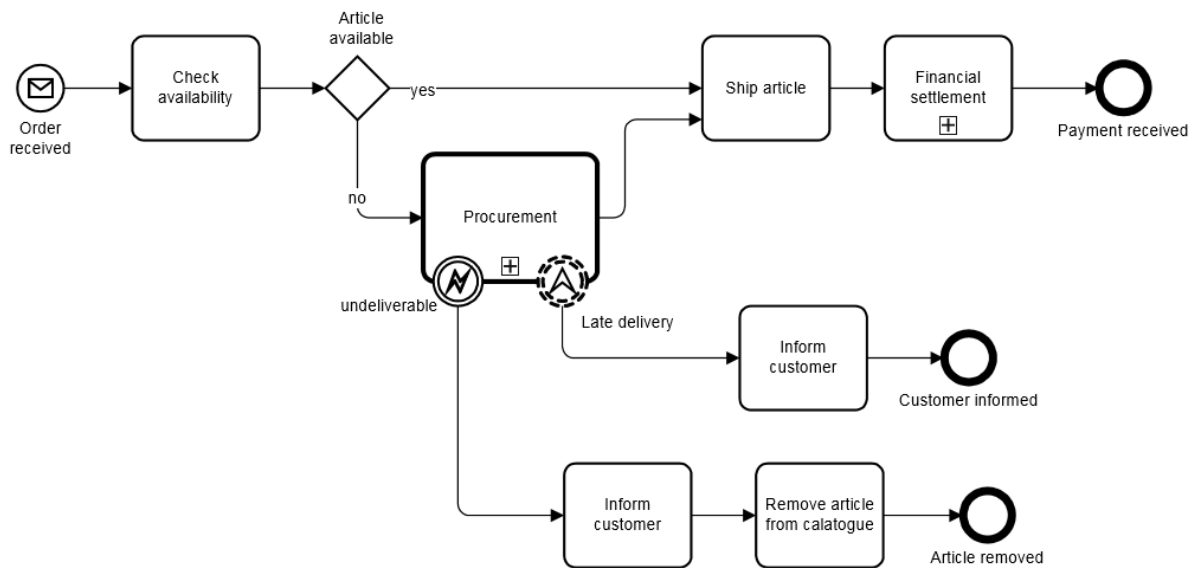 Article
available
Check
availability
yes
Ship article
Financial
settlement
Order
received
Payment received
no
Procurement
undeliverable
Late delivery
Inform
customer
Customer informed
Inform
customer
Remove article
from calatogue
Article removed